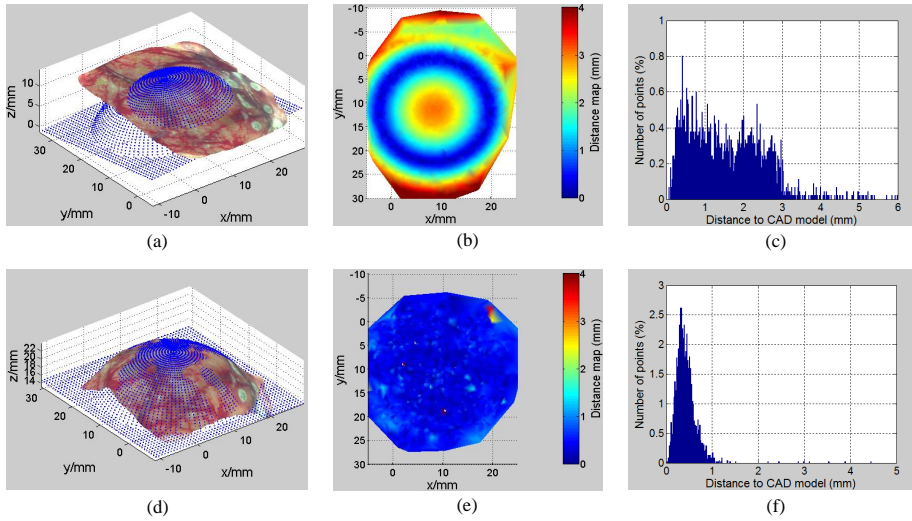 z/mm
10
5
0
30
20
10
0
y/mm
-10
0
10
20
x/mm
(a)
-10
-5
0
5
10
15
20
25
30
y/mm
0
10
20
x/mm
4
3
2
1
0
Distance map (mm)
(b)
1
0.8
0.6
0.4
0.2
0
Number of points (%)
0 1 2 3 4 5 6
Distance to CAD model (mm)
(c)
z/mm
22
20
18
16
14
30
20
10
0
y/mm
-10
0
10
20
x/mm
(d)
-10
-5
0
5
10
15
20
25
30
y/mm
0
10
20
x/mm
4
3
2
1
0
Distance map (mm)
(e)
3
2.5
2
1.5
1
0.5
0
Number of points (%)
0 1 2 3 4 5
Distance to CAD model (mm)
(f)